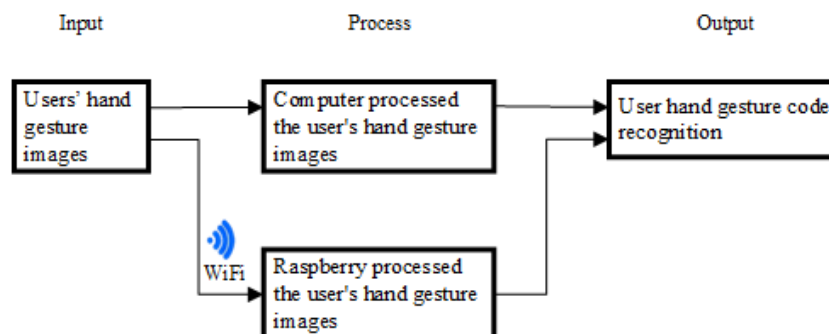 Input
Process
Output
Users' hand
gesture
images
Computer processed
the user's hand gesture
images
User hand gesture code
recognition
WiFi
Raspberry processed
the user's hand gesture
images